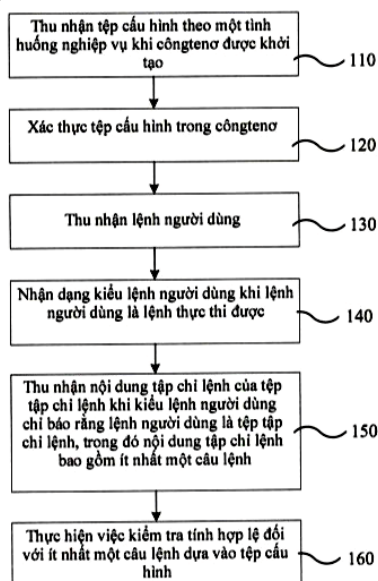 Thu nhận tệp cấu hình theo một tình
huống nghiệp vụ khi côngtenơ được khởi
tạo
110
Xác thực tệp cấu hình trong côngtenơ
120
Thu nhận lệnh người dùng
130
Nhận dạng kiểu lệnh người dùng khi lệnh
người dùng là lệnh thực thi được
140
Thu nhận nội dung tập chỉ lệnh của tệp
tập chỉ lệnh khi kiểu lệnh người dùng
chỉ báo rằng lệnh người dùng là tệp tập
chỉ lệnh, trong đó nội dung tập chỉ lệnh
bao gồm ít nhất một câu lệnh
150
Thực hiện việc kiểm tra tính hợp lệ đối
với ít nhất một câu lệnh dựa vào tệp cấu
hình
160